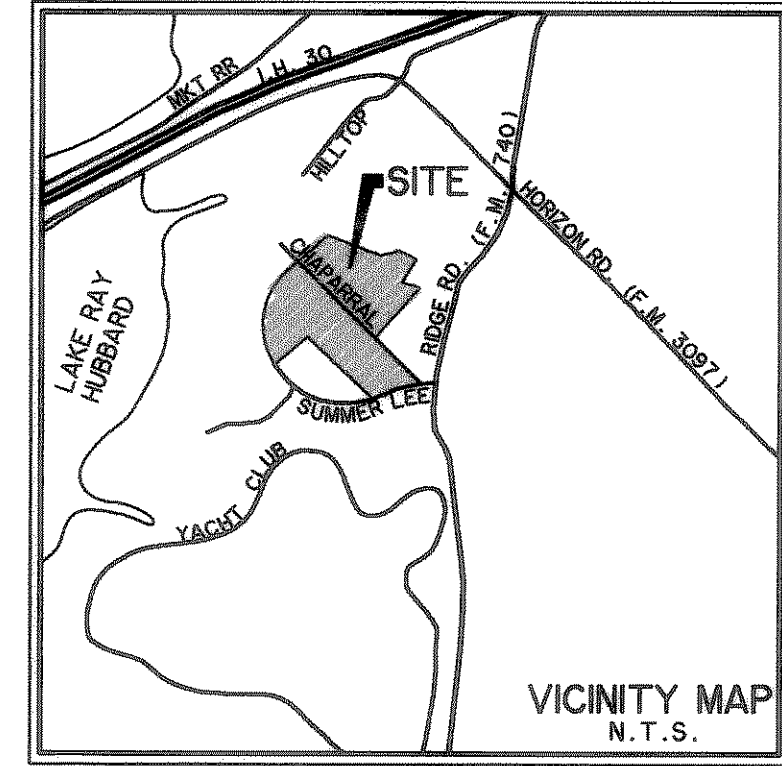 MKT RR
I.H. 30
HILLTOP
SITE
RIDGE RD. (F.M. 740)
HORIZON RD. (F.M. 3097)
CHAPARRAL
LAKE RAY
HUBBARD
SUMMER LEE
YACHT CLUB
VICINITY MAP
N.T.S.